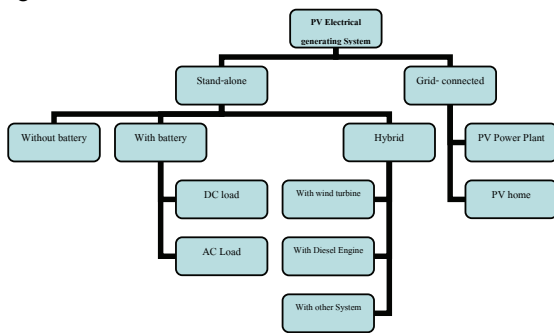 PV Electrical
generating System
Stand-alone
Grid- connected
Without battery
With battery
Hybrid
PV Power Plant
DC load
With wind turbine
PV home
AC Load
With Diesel Engine
With other System